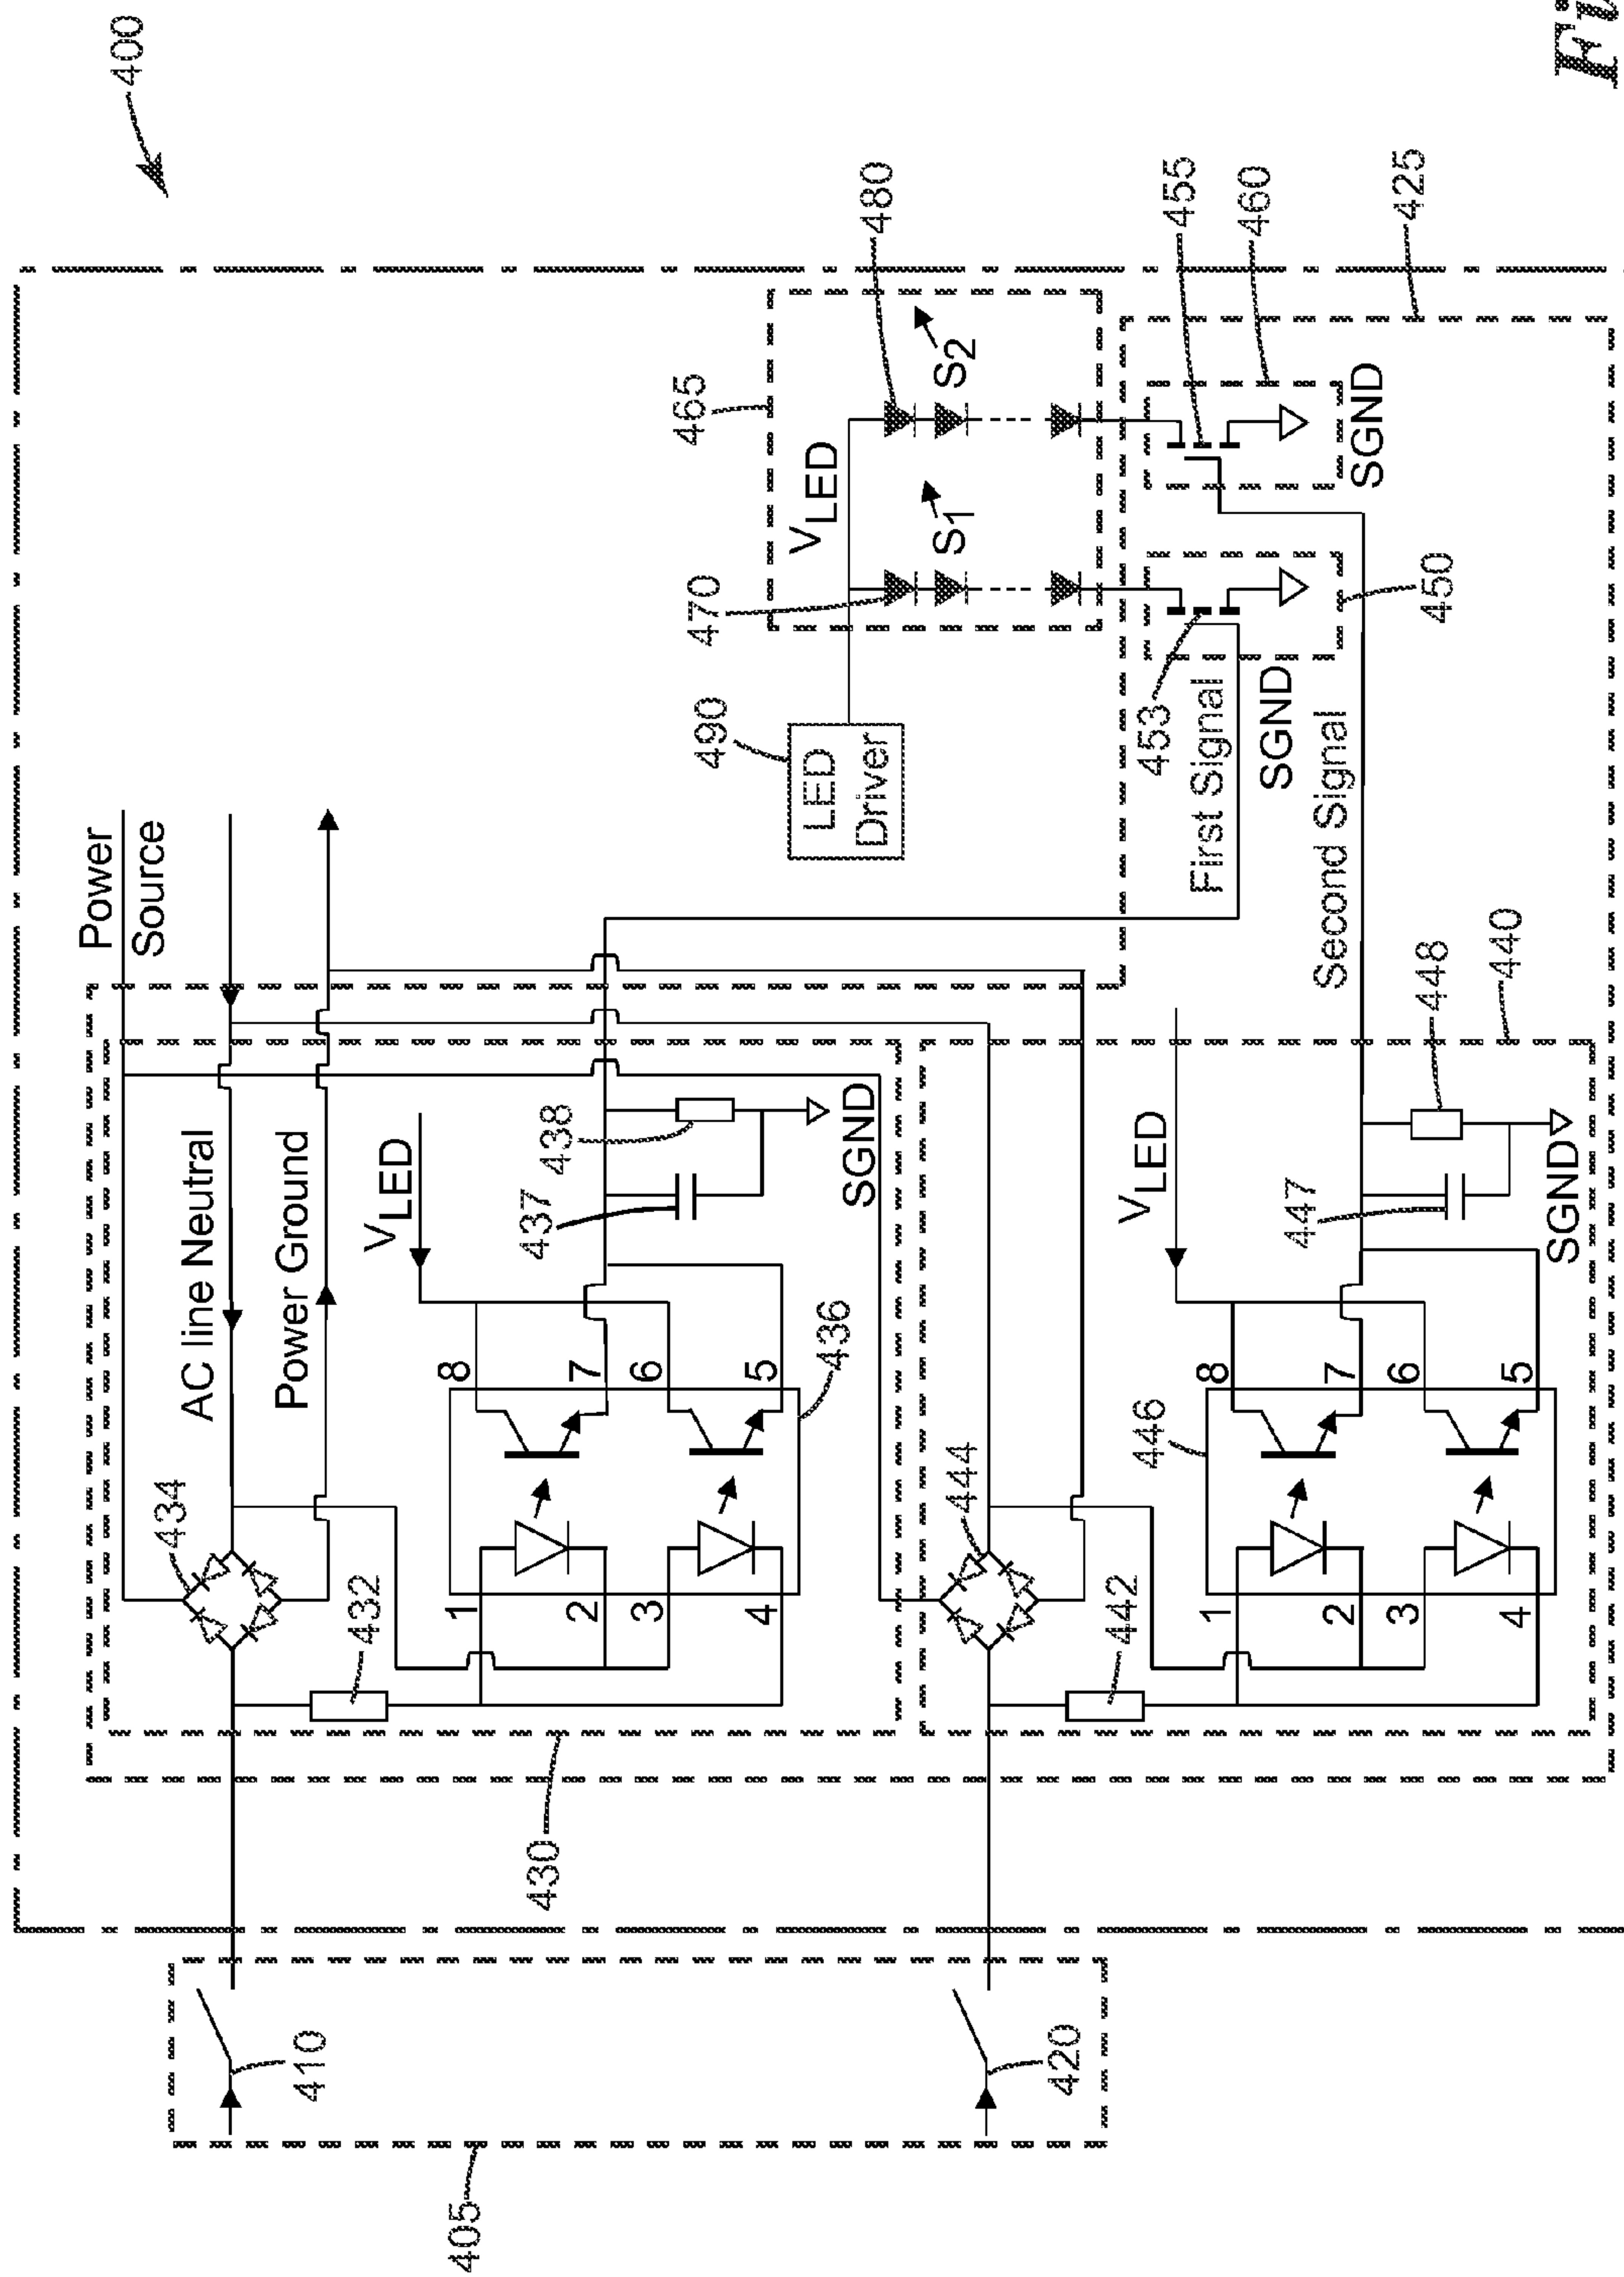 400
Power
Source
AC line Neutral
Power Ground
434
432
V LED
8
7
6
5
1
2
3
4
436
437
438
SGND
430
410
420
405
490
LED
Driver
465
V LED
470
S1
S2
480
453
First Signal
SGND
Second Signal
450
455
460
SGND
425
444
442
V LED
446
8
7
6
5
1
2
3
4
447
448
SGND
440